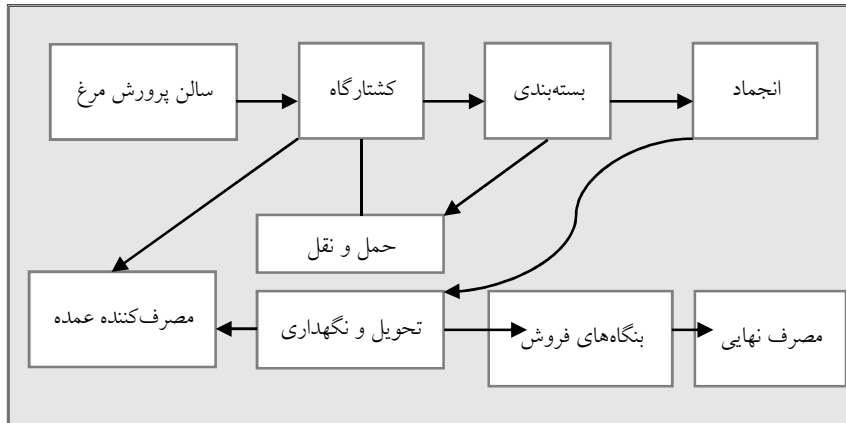 سالن پرورش مرغ
کشتارگاه
بسته‌بندی
انجماد
حمل و نقل
مصرف‌کننده عمده
تحویل و نگهداری
بنگاه‌های فروش
مصرف نهایی